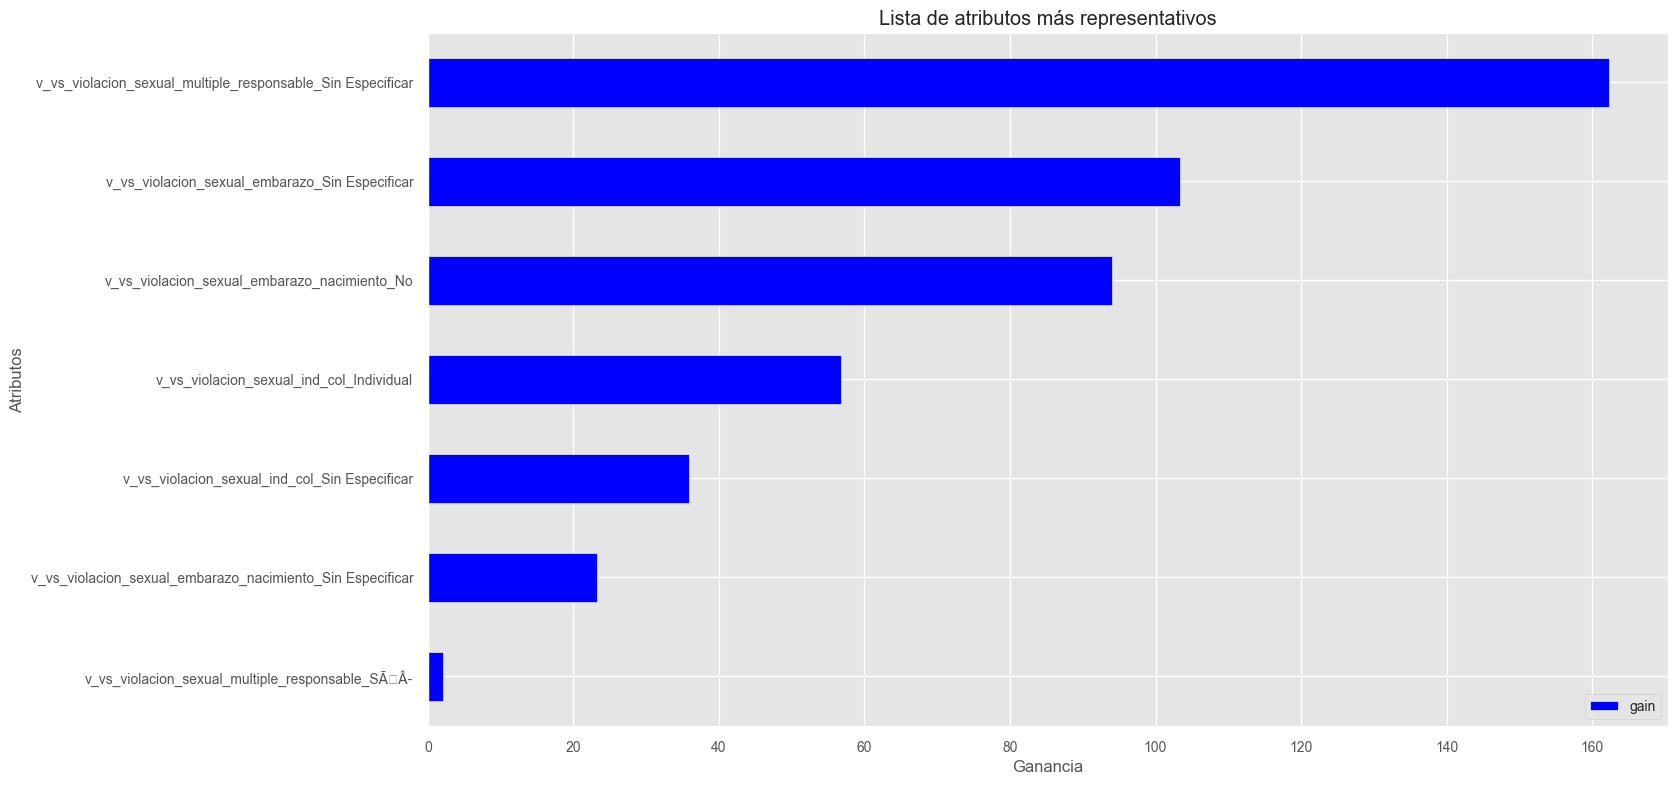 Lista de atributos más representativos
v_vs_violacion_sexual_multiple_responsable_Sin Especificar
v_vs_violacion_sexual_embarazo_Sin Especificar
v_vs_violacion_sexual_embarazo_nacimiento_No
v_vs_violacion_sexual_ind_col_Individual
v_vs_violacion_sexual_ind_col_Sin Especificar
v_vs_violacion_sexual_embarazo_nacimiento_Sin Especificar
v_vs_violacion_sexual_multiple_responsable_SÃ□Â-
Atributos
gain
0 20 40 60 80 100 120 140 160
Ganancia